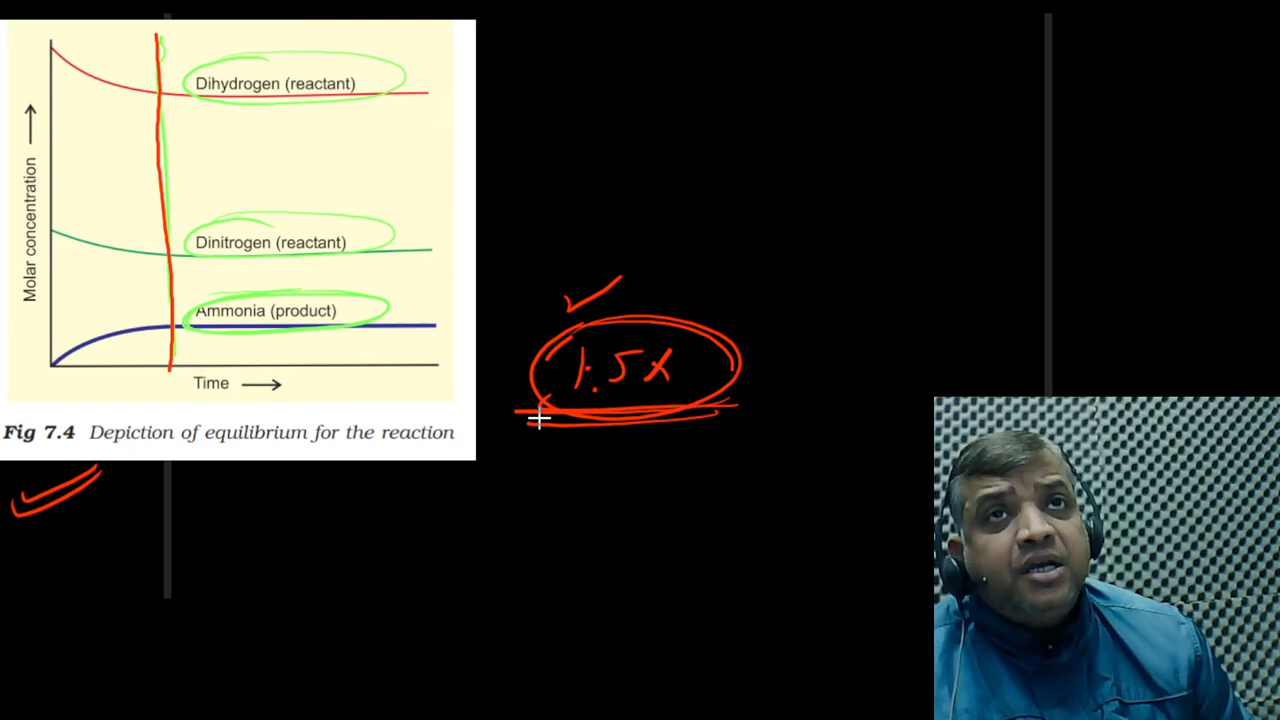 Dihydrogen (reactant)
Dinitrogen (reactant)
Ammonia (product)
Molar concentration
Time
Fig 7.4 Depiction of equilibrium for the reaction
1.5x